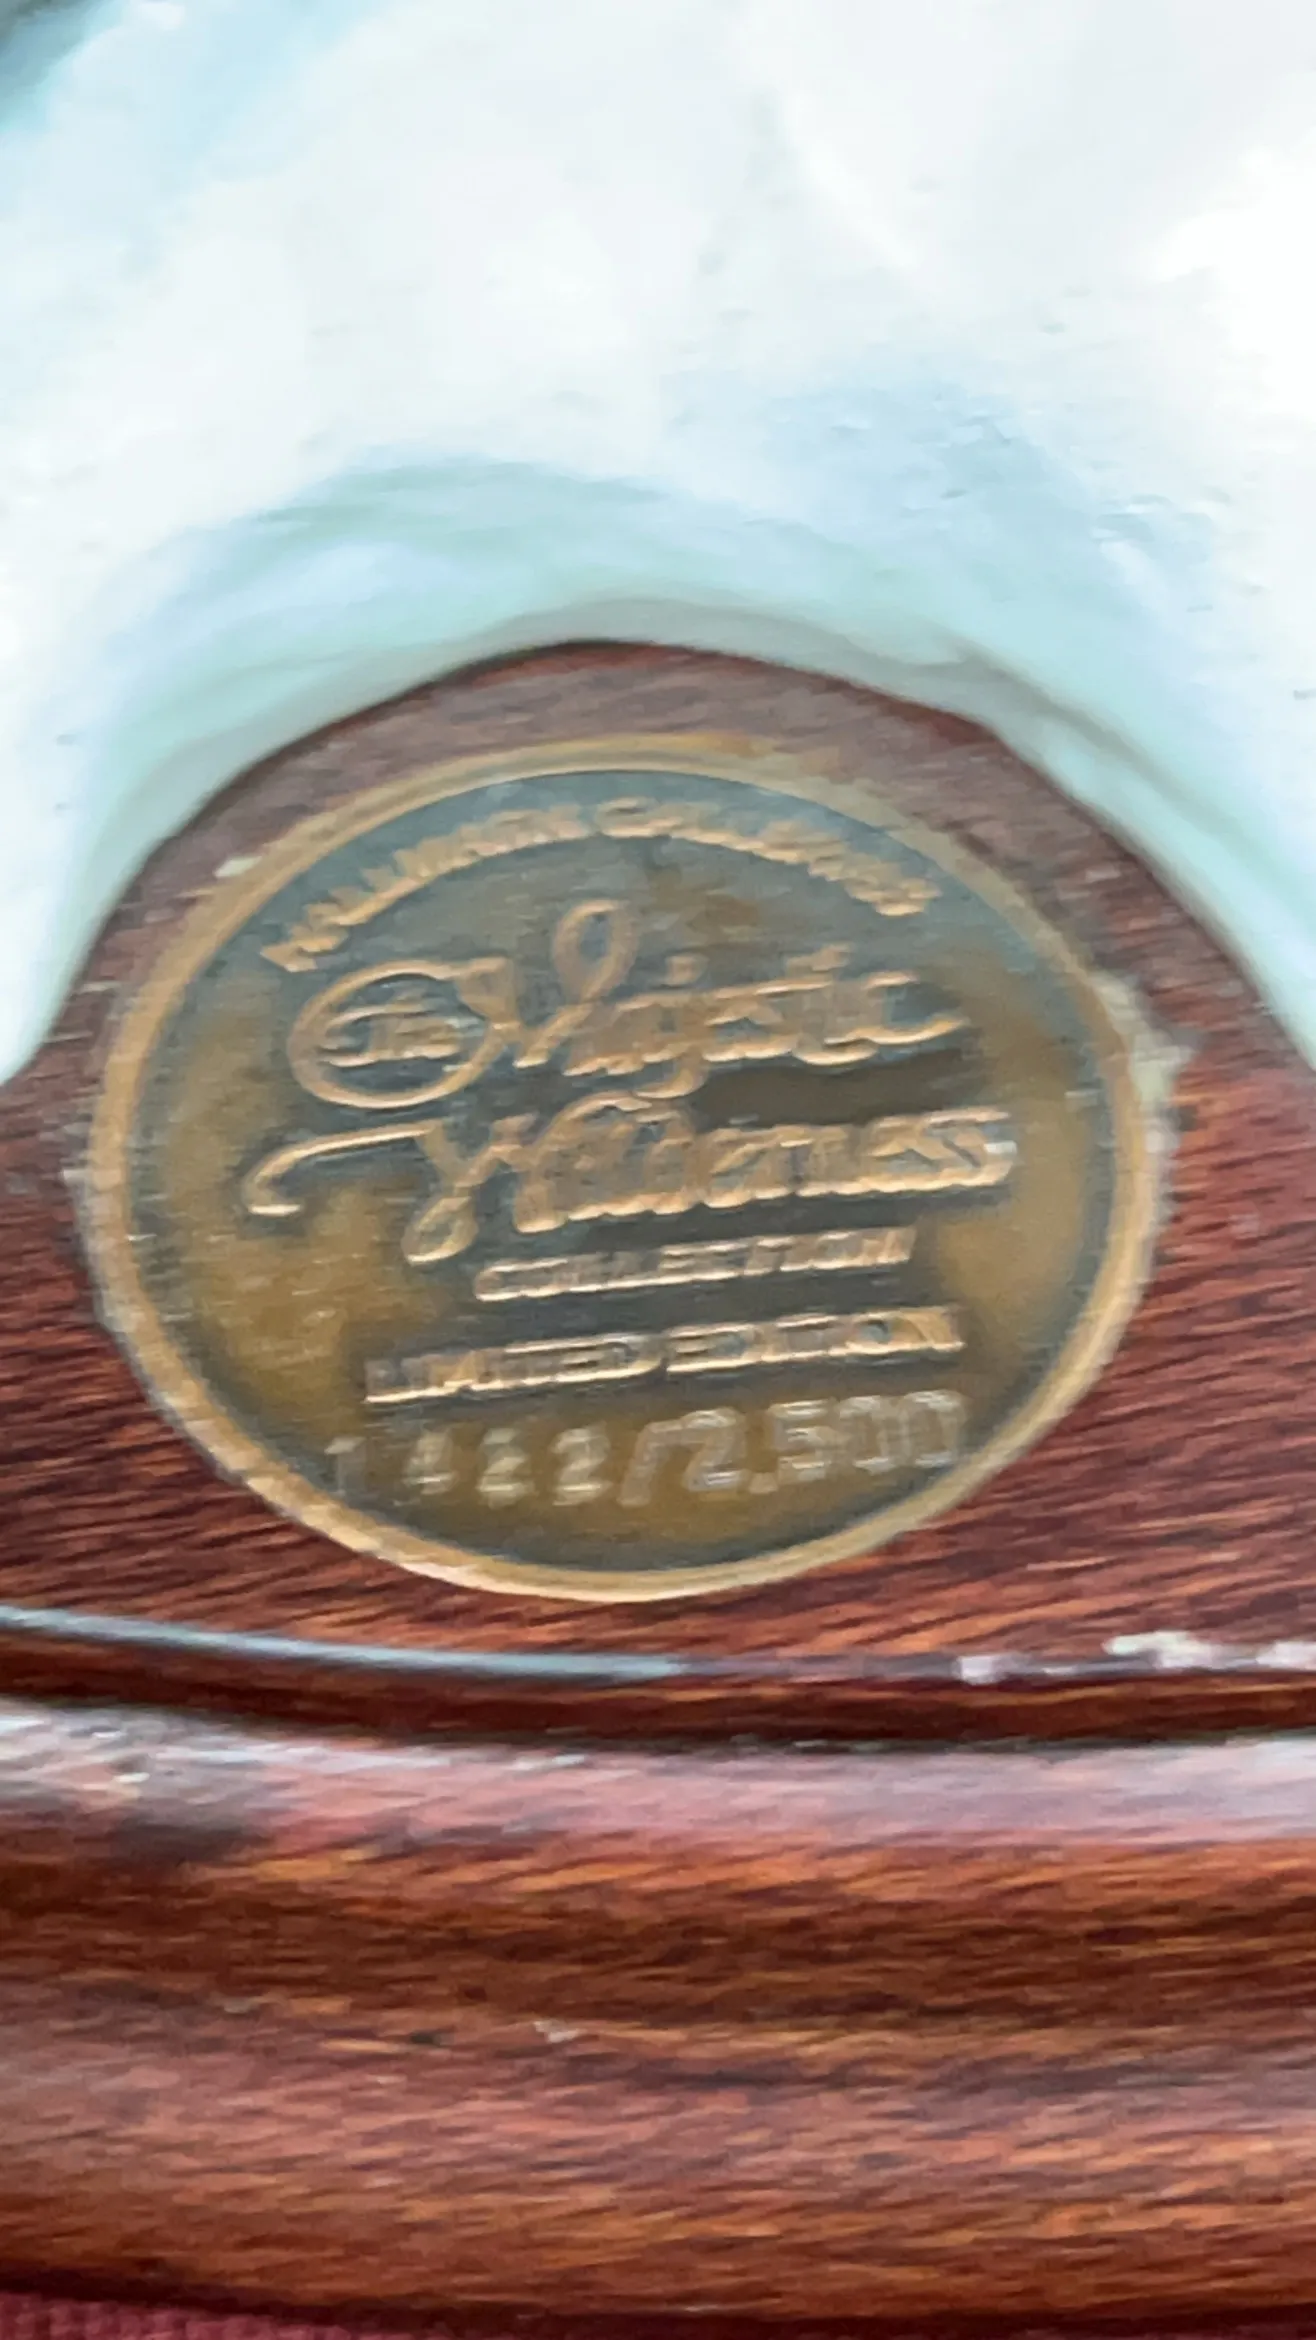 HALLMARK GALLERIES
The Majestic
Wilderness
COLLECTION
LIMITED EDITION
1422/2,500